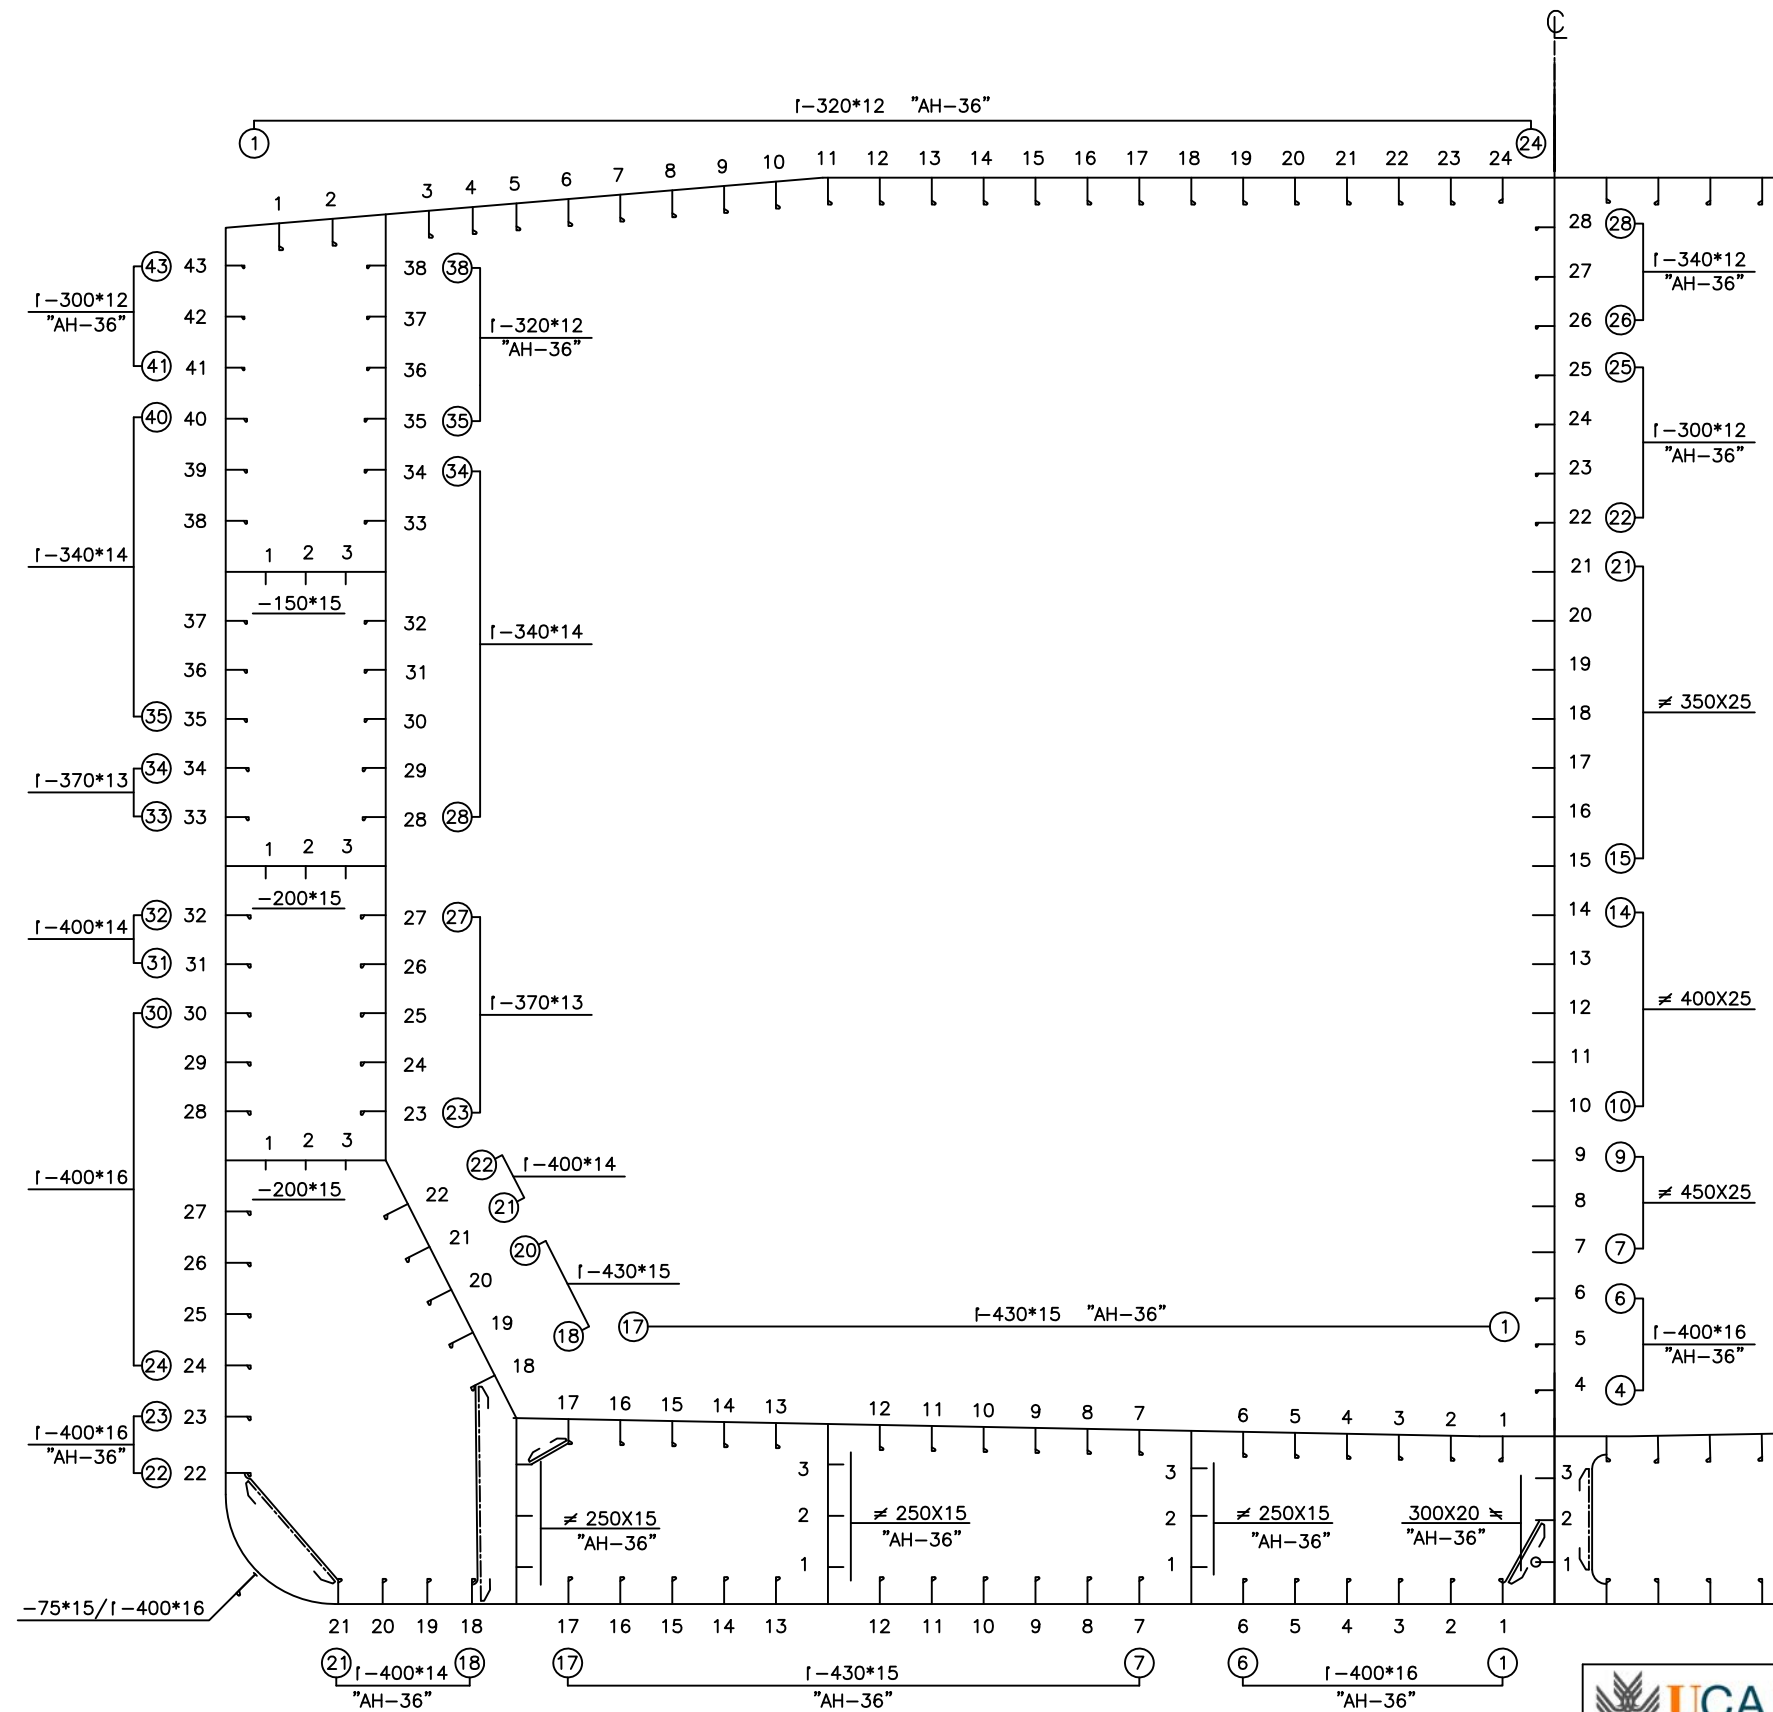 ℄
↿-320*12 "AH-36"
1 24
1 2 3 4 5 6 7 8 9 10 11 12 13 14 15 16 17 18 19 20 21 22 23 24
43 43
↿-300*12
"AH-36"
42
41 41
40 40
39
38
↿-340*14
37
36
35 35
34 34
↿-370*13
33 33
32 32
↿-400*14
31 31
30 30
29
28
↿-400*16
27
26
25
24 24
23 23
↿-400*16
"AH-36"
22 22
-75*15/↿-400*16
1 2 3
-150*15
1 2 3
-200*15
1 2 3
-200*15
38 38
37
↿-320*12
"AH-36"
36
35 35
34 34
33
32
↿-340*14
31
30
29
28 28
27 27
26
25
↿-370*13
24
23 23
22
↿-400*14
21
22
21
20
20
↿-430*15
19
18
18
17 ↿-430*15 "AH-36" 1
28 28
27
↿-340*12
"AH-36"
26 26
25 25
24
↿-300*12
"AH-36"
23
22 22
21 21
20
19
18
≠ 350X25
17
16
15 15
14 14
13
12
≠ 400X25
11
10 10
9 9
8
≠ 450X25
7 7
6 6
5
↿-400*16
"AH-36"
4 4
17 16 15 14 13 12 11 10 9 8 7 6 5 4 3 2 1
3 3 3
2 2 2
1 1 1
≠ 250X15
"AH-36"
≠ 250X15
"AH-36"
≠ 250X15
"AH-36"
300X20 ≠
"AH-36"
21 20 19 18 17 16 15 14 13 12 11 10 9 8 7 6 5 4 3 2 1
21 ↿-400*14 18
"AH-36"
17 ↿-430*15 7
"AH-36"
6 ↿-400*16 1
"AH-36"
UCA